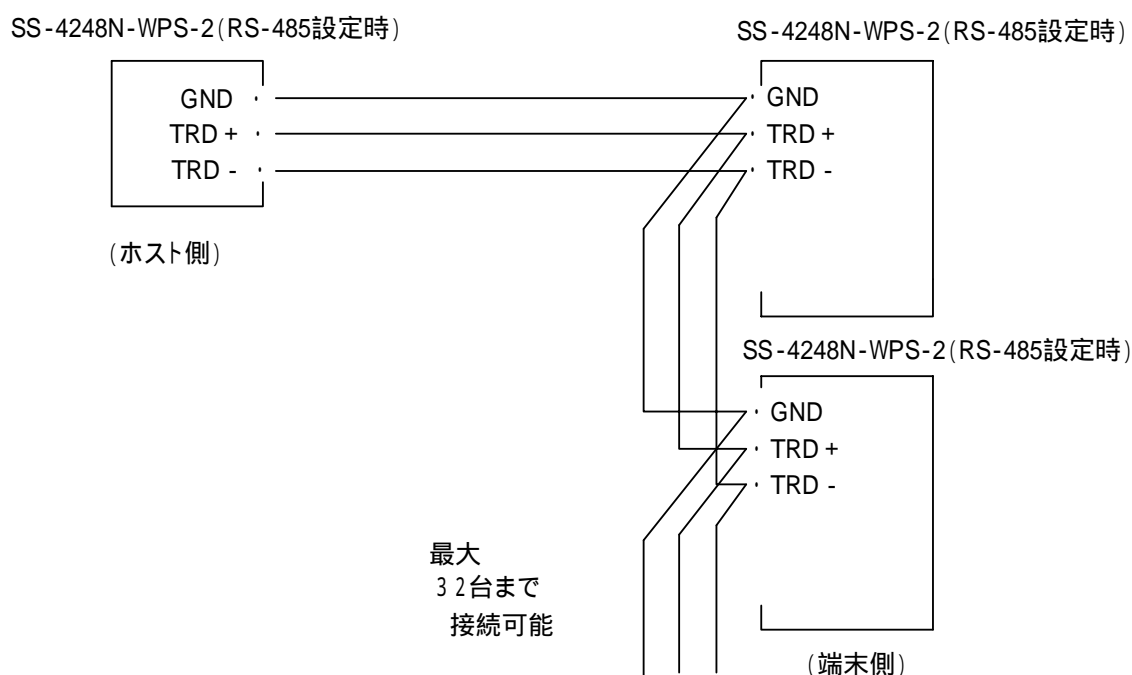 SS-4248N-WPS-2(RS-485設定時)
SS-4248N-WPS-2(RS-485設定時)
GND
TRD+
TRD-
(ホスト側)
GND
TRD+
TRD-
SS-4248N-WPS-2(RS-485設定時)
GND
TRD+
TRD-
最大
32台まで
接続可能
(端末側)